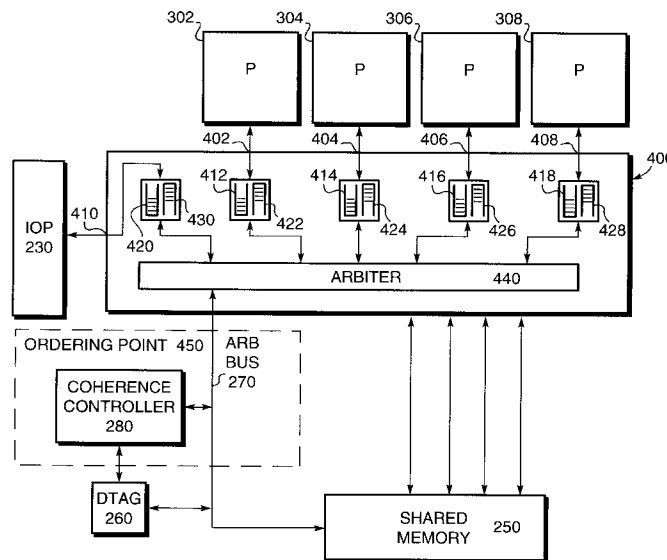 302
304
306
308
P
P
P
P
402
404
406
408
400
410
IOP
230
420
430
412
422
414
424
416
426
418
428
ARBITER 440
ORDERING POINT 450
ARB
BUS
270
COHERENCE
CONTROLLER
280
DTAG
260
SHARED
MEMORY
250